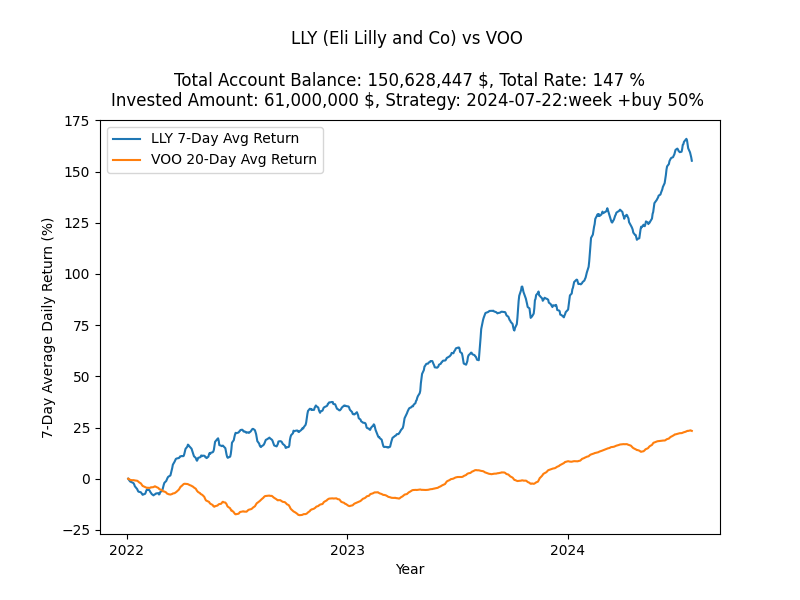 LLY (Eli Lilly and Co) vs VOO
Total Account Balance: 150,628,447 $, Total Rate: 147 %
Invested Amount: 61,000,000 $, Strategy: 2024-07-22:week +buy 50%
LLY 7-Day Avg Return
VOO 20-Day Avg Return
7-Day Average Daily Return (%)
175
150
125
100
75
50
25
0
−25
2022
2023
2024
Year